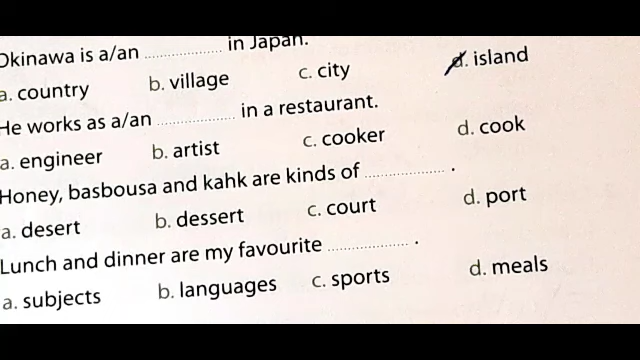 Okinawa is a/an .................... in Japan.
a. country b. village c. city d. island
He works as a/an .................... in a restaurant.
a. engineer b. artist c. cooker d. cook
Honey, basbousa and kahk are kinds of .................... .
a. desert b. dessert c. court d. port
Lunch and dinner are my favourite .................... .
a. subjects b. languages c. sports d. meals